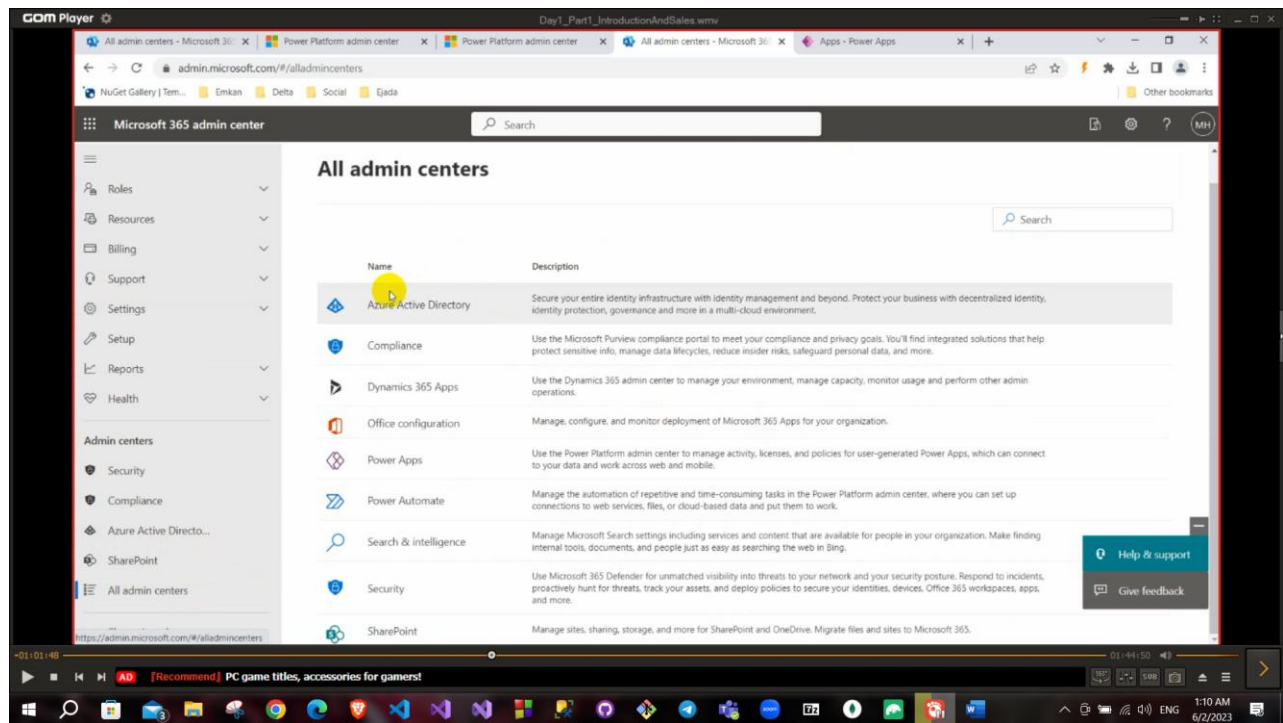 GOM Player
Day1_Part1_IntroductionAndSales.wmv
All admin centers - Microsoft 36
Power Platform admin center
Power Platform admin center
All admin centers - Microsoft 36
Apps - Power Apps
admin.microsoft.com/#/alladmincenters
NuGet Gallery | Tem...
Emkan
Delta
Social
Ejada
Other bookmarks
Microsoft 365 admin center
Search
MH
All admin centers
Roles
Resources
Search
Billing
Name
Description
Support
Azure Active Directory
Secure your entire identity infrastructure with identity management and beyond. Protect your business with decentralized identity,
identity protection, governance and more in a multi-cloud environment.
Settings
Setup
Compliance
Use the Microsoft Purview compliance portal to meet your compliance and privacy goals. You'll find integrated solutions that help
protect sensitive info, manage data lifecycles, reduce insider risks, safeguard personal data, and more.
Reports
Dynamics 365 Apps
Use the Dynamics 365 admin center to manage your environment, manage capacity, monitor usage and perform other admin
operations.
Health
Office configuration
Manage, configure, and monitor deployment of Microsoft 365 Apps for your organization.
Admin centers
Power Apps
Use the Power Platform admin center to manage activity, licenses, and policies for user-generated Power Apps, which can connect
to your data and work across web and mobile.
Security
Compliance
Power Automate
Manage the automation of repetitive and time-consuming tasks in the Power Platform admin center, where you can set up
connections to web services, files, or cloud-based data and put them to work.
Azure Active Directo...
Search & intelligence
Manage Microsoft Search settings including services and content that are available for people in your organization. Make finding
internal tools, documents, and people just as easy as searching the web in Bing.
SharePoint
All admin centers
Security
Use Microsoft 365 Defender for unmatched visibility into threats to your network and your security posture. Respond to incidents,
proactively hunt for threats, track your assets, and deploy policies to secure your identities, devices, Office 365 workspaces, apps,
and more.
Help & support
Give feedback
SharePoint
Manage sites, sharing, storage, and more for SharePoint and OneDrive. Migrate files and sites to Microsoft 365.
https://admin.microsoft.com/#/alladmincenters
-01:01:48
01:44:50
AD
[Recommend] PC game titles, accessories for gamers!
360°
SUB
zoom
ENG
1:10 AM
6/2/2023